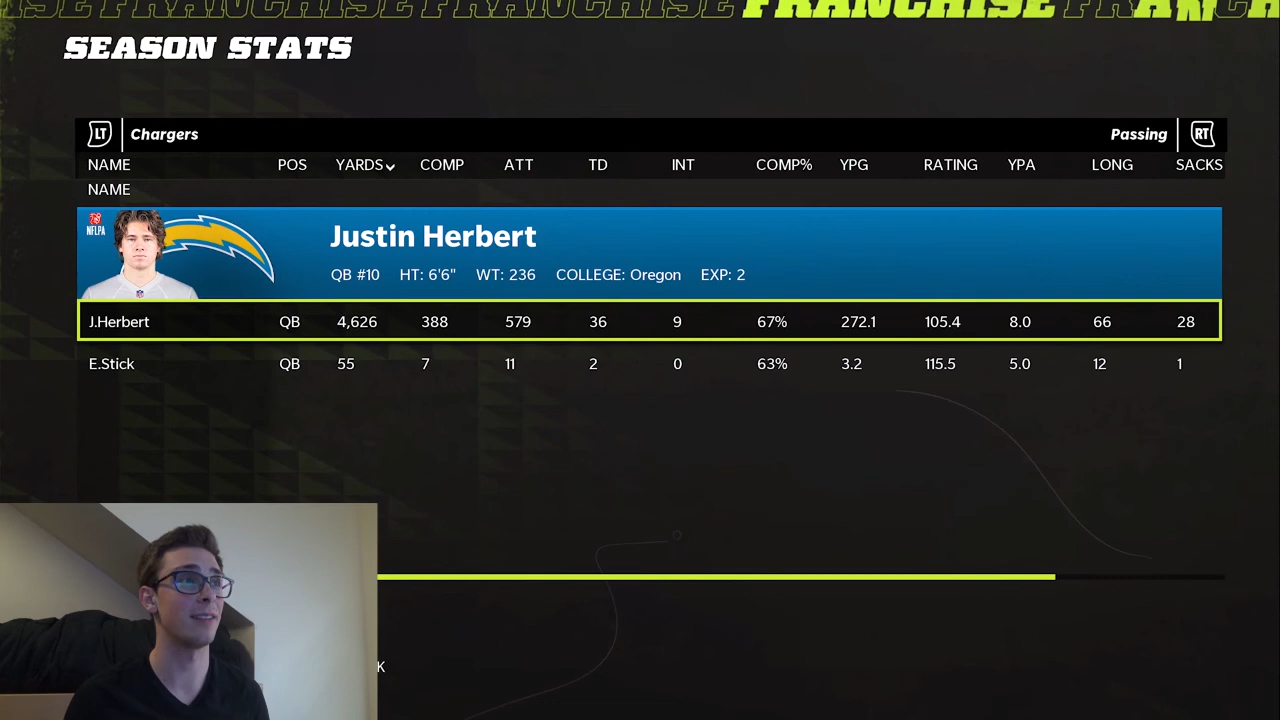 ISE FRANCHISE FRANCHISE FRANCHISE FRANCH
SEASON STATS
LT Chargers Passing RT
NAME POS YARDS COMP ATT TD INT COMP% YPG RATING YPA LONG SACKS
NAME
NFLPA
Justin Herbert
QB #10 HT: 6'6" WT: 236 COLLEGE: Oregon EXP: 2
J.Herbert QB 4,626 388 579 36 9 67% 272.1 105.4 8.0 66 28
E.Stick QB 55 7 11 2 0 63% 3.2 115.5 5.0 12 1
K